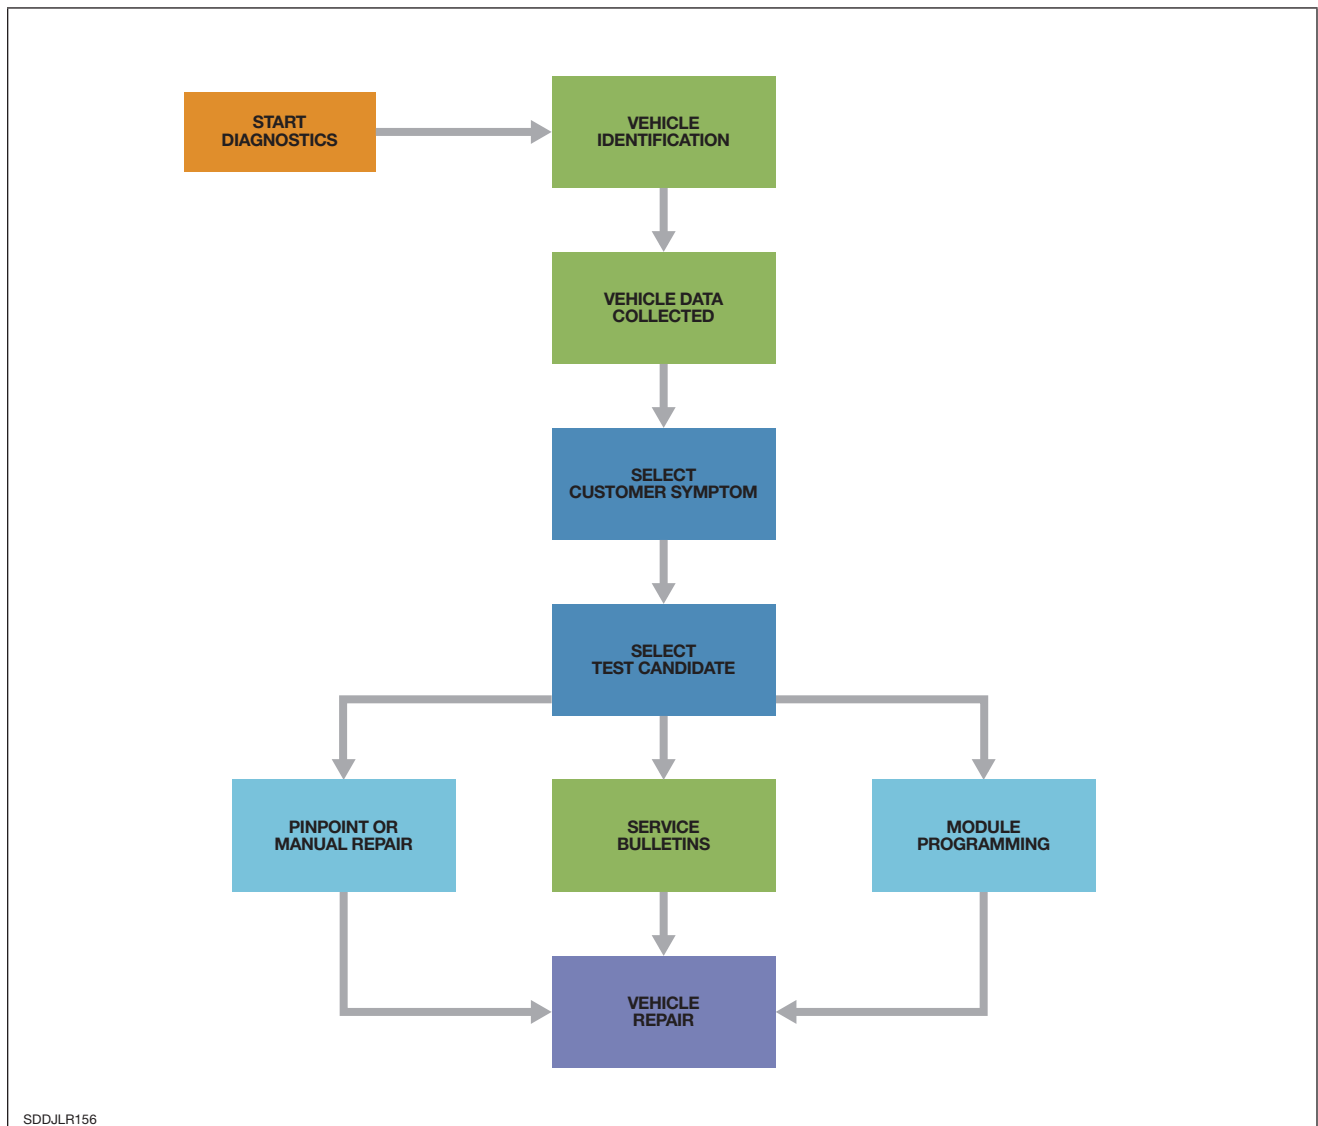 START
DIAGNOSTICS
VEHICLE
IDENTIFICATION
VEHICLE DATA
COLLECTED
SELECT
CUSTOMER SYMPTOM
SELECT
TEST CANDIDATE
PINPOINT OR
MANUAL REPAIR
SERVICE
BULLETINS
MODULE
PROGRAMMING
VEHICLE
REPAIR
SDDJLR156